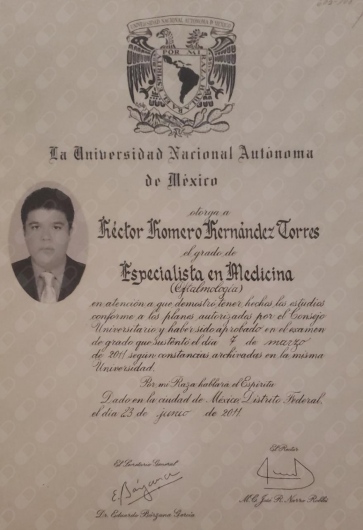 La Universidad Nacional Autónoma
de México
otorga a
Héctor Homero Hernández Torres
el grado de
Especialista en Medicina
(Oftalmología)
en atención a que demostró tener hechos los estudios
conforme a los planes autorizados por el Consejo
Universitario y haber sido aprobado en el examen
de grado que sustentó el día 7 de marzo
de 2011 según constancias archivadas en la misma
Universidad.
Por mi Raza hablará el Espíritu
Dado en la ciudad de México, Distrito Federal,
el día 23 de junio de 2011
El Secretario General
El Rector
E. Bárzana
Dr. Eduardo Bárzana García
M.C. José R. Narro Robles